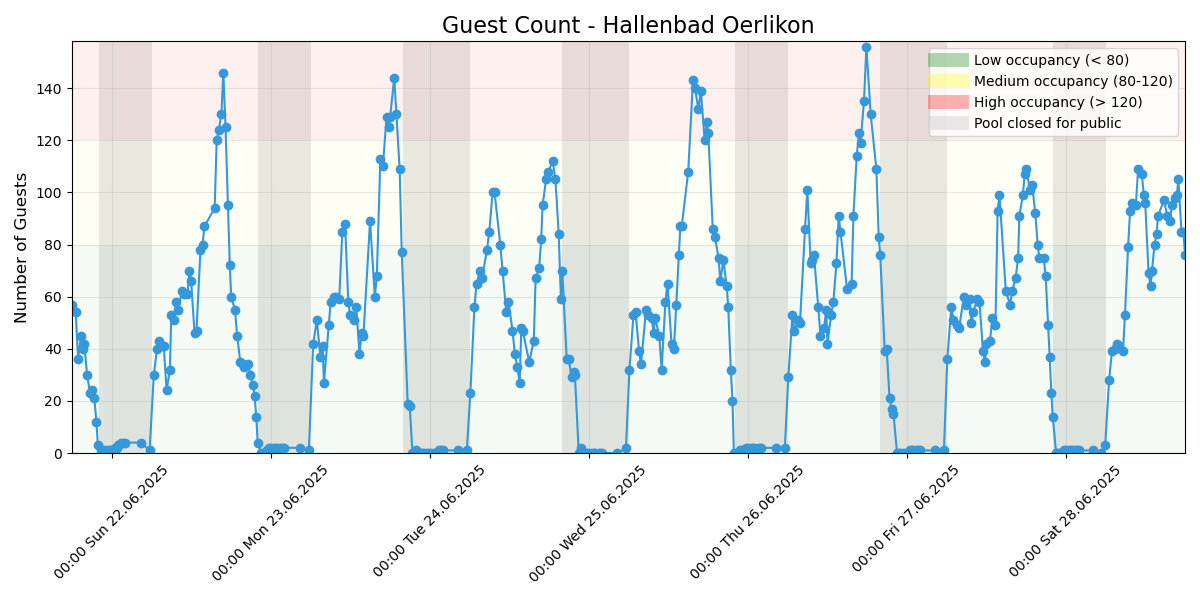 Guest Count - Hallenbad Oerlikon
Number of Guests
140
120
100
80
60
40
20
0
Low occupancy (< 80)
Medium occupancy (80-120)
High occupancy (> 120)
Pool closed for public
00:00 Sun 22.06.2025
00:00 Mon 23.06.2025
00:00 Tue 24.06.2025
00:00 Wed 25.06.2025
00:00 Thu 26.06.2025
00:00 Fri 27.06.2025
00:00 Sat 28.06.2025